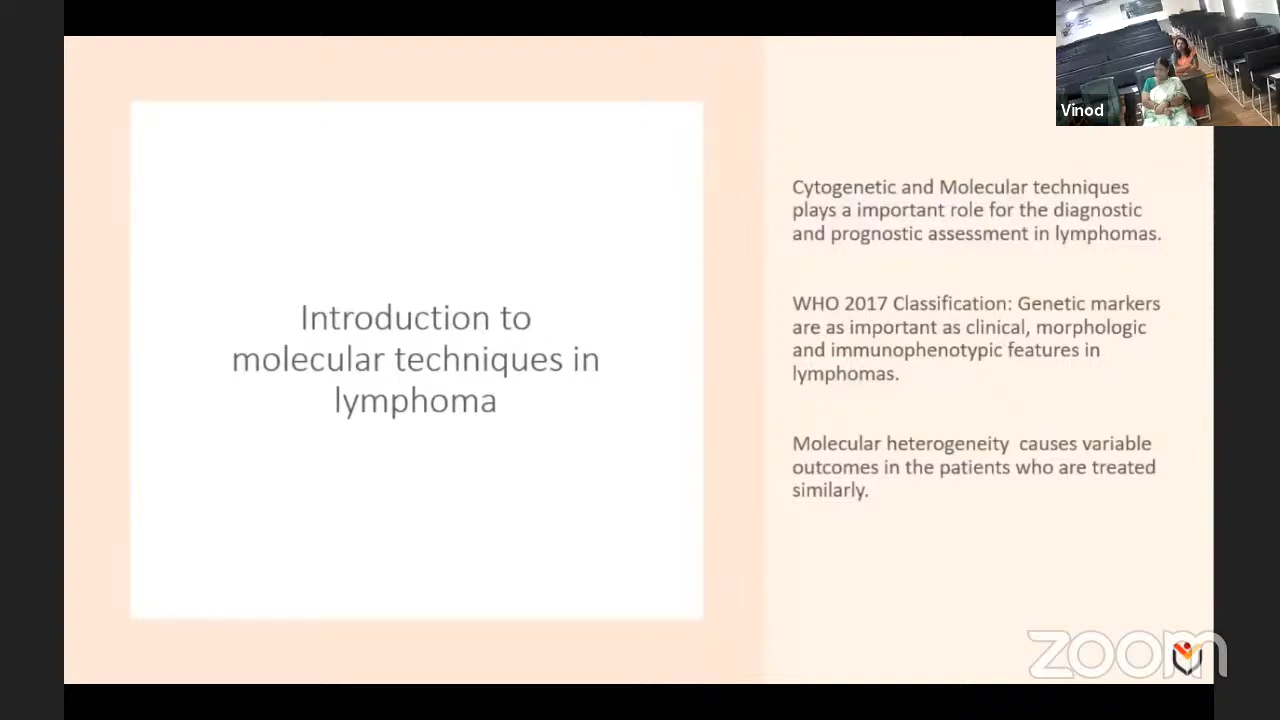 Vinod
Introduction to
molecular techniques in
lymphoma
Cytogenetic and Molecular techniques
plays a important role for the diagnostic
and prognostic assessment in lymphomas.
WHO 2017 Classification: Genetic markers
are as important as clinical, morphologic
and immunophenotypic features in
lymphomas.
Molecular heterogeneity causes variable
outcomes in the patients who are treated
similarly.
zoom